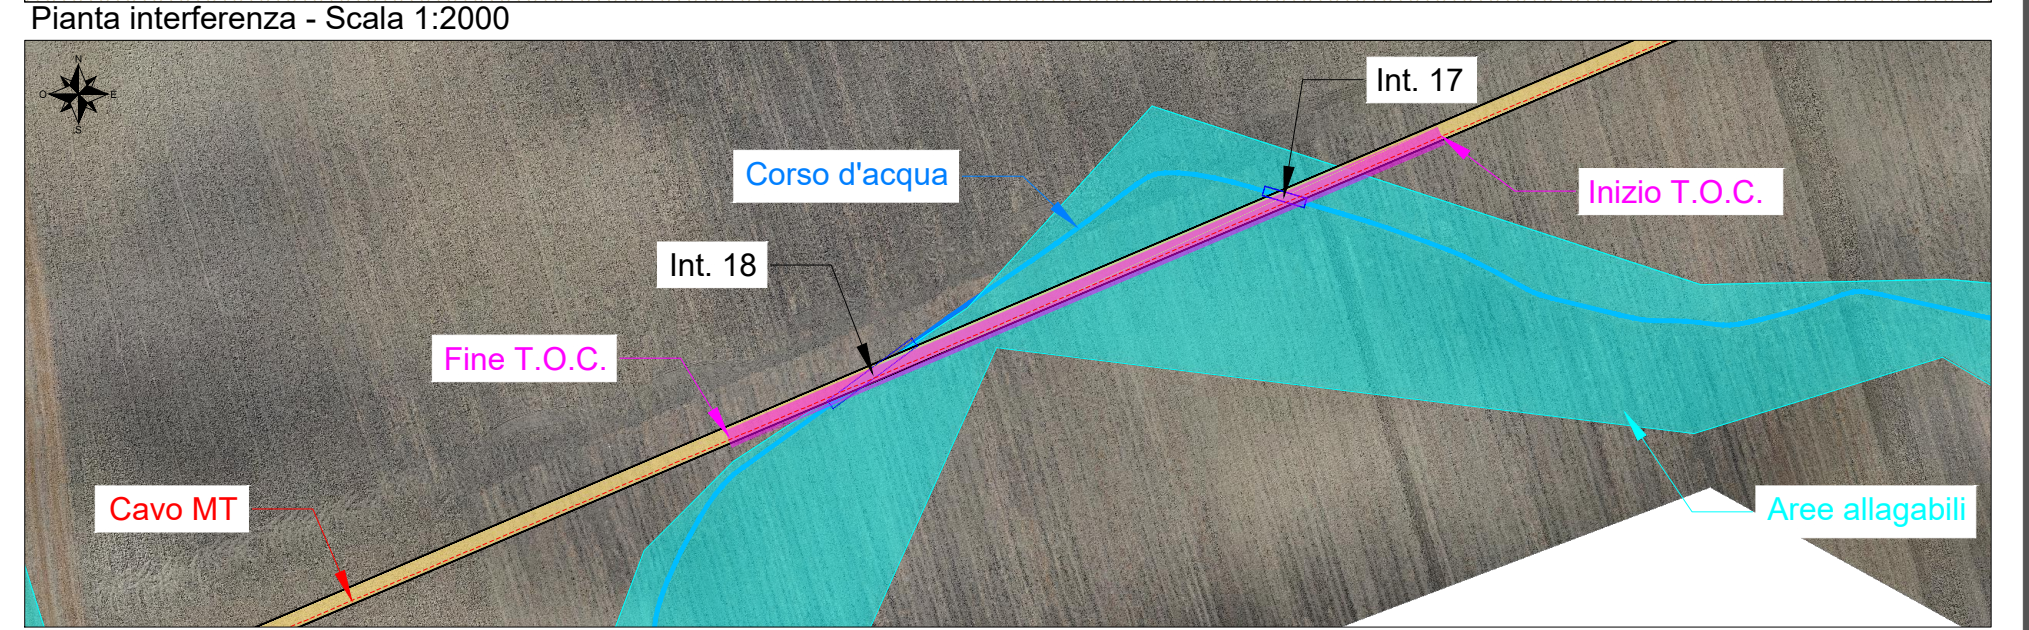 Pianta interferenza - Scala 1:2000
N
O
E
S
Int. 17
Corso d'acqua
Inizio T.O.C.
Int. 18
Fine T.O.C.
Cavo MT
Aree allagabili